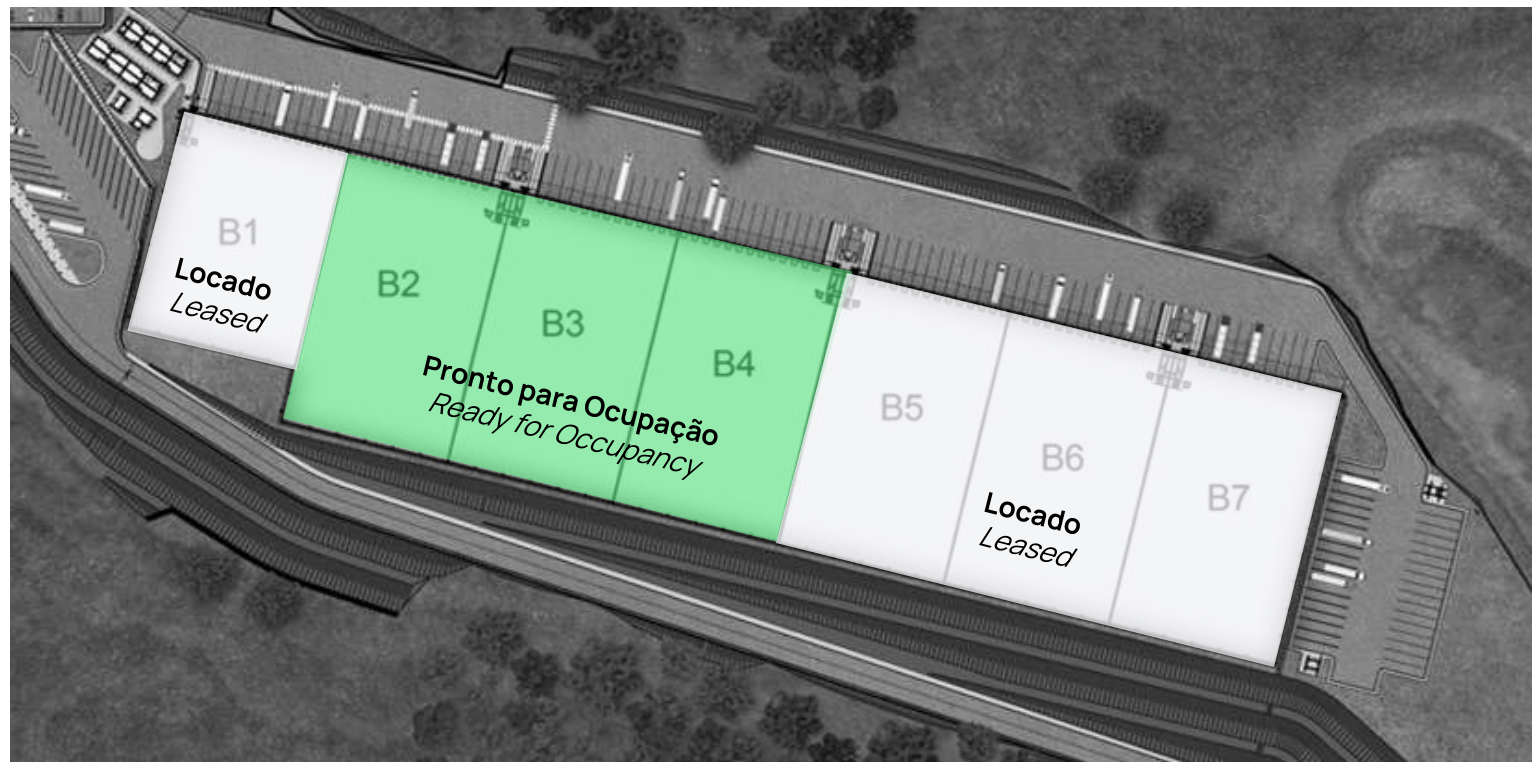 B1
Locado
Leased
B2
B3
B4
Pronto para Ocupação
Ready for Occupancy
B5
B6
B7
Locado
Leased